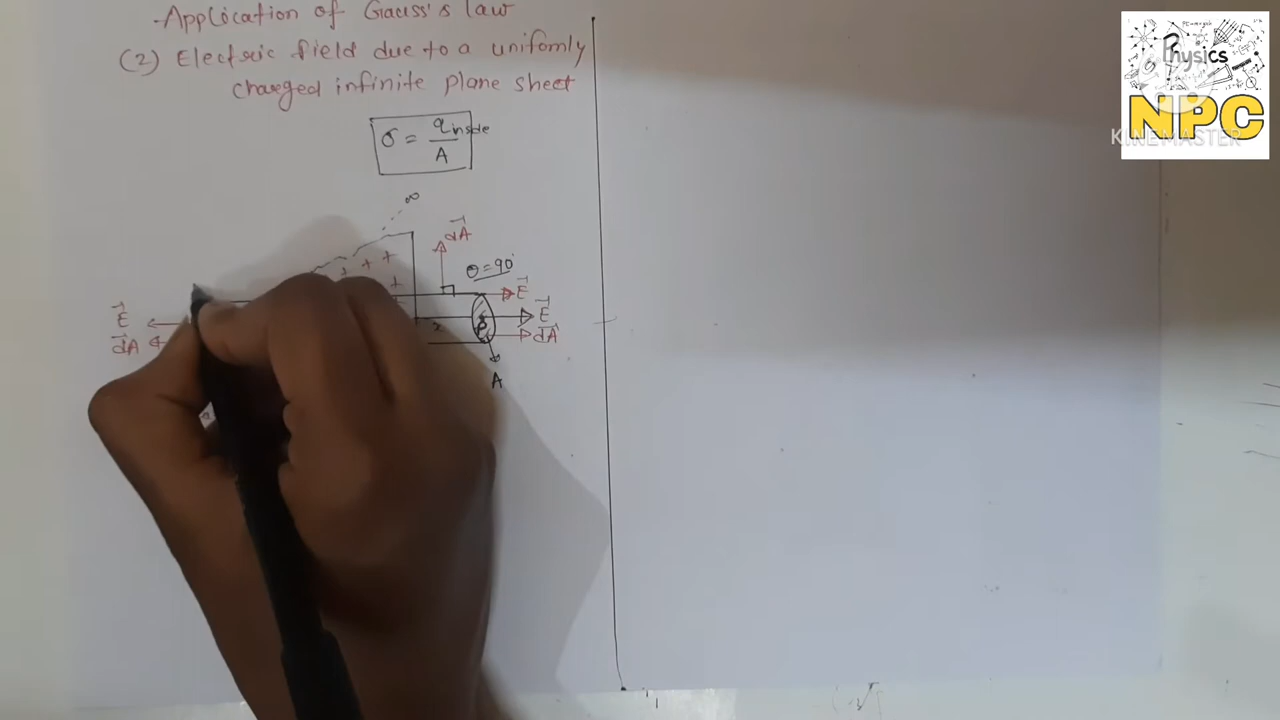 - Application of Gauss's law
(2) Electric field due to a uniformly
charged infinite plane sheet
σ = q inside / A
∞
dA
θ = 90°
E
E
E
dA
dA
x
P
A
Physics
NPC
KINEMASTER